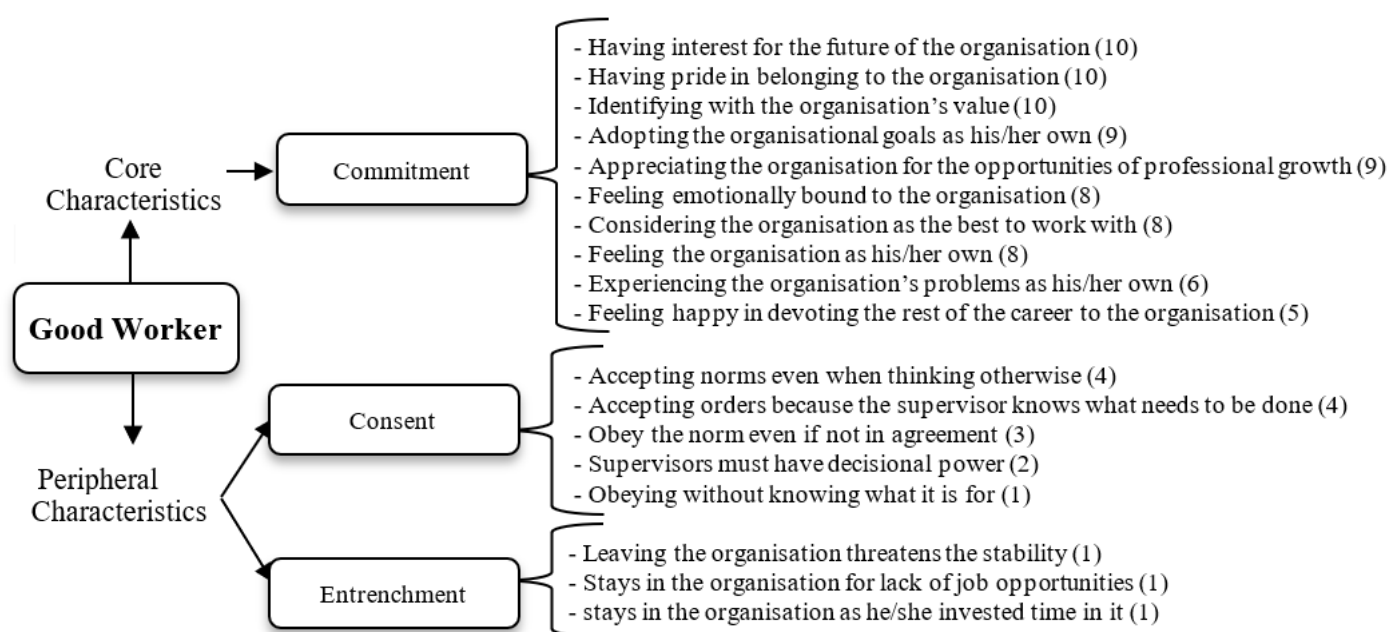 Good Worker
Core
Characteristics
Commitment
- Having interest for the future of the organisation (10)
- Having pride in belonging to the organisation (10)
- Identifying with the organisation’s value (10)
- Adopting the organisational goals as his/her own (9)
- Appreciating the organisation for the opportunities of professional growth (9)
- Feeling emotionally bound to the organisation (8)
- Considering the organisation as the best to work with (8)
- Feeling the organisation as his/her own (8)
- Experiencing the organisation’s problems as his/her own (6)
- Feeling happy in devoting the rest of the career to the organisation (5)
Peripheral
Characteristics
Consent
- Accepting norms even when thinking otherwise (4)
- Accepting orders because the supervisor knows what needs to be done (4)
- Obey the norm even if not in agreement (3)
- Supervisors must have decisional power (2)
- Obeying without knowing what it is for (1)
Entrenchment
- Leaving the organisation threatens the stability (1)
- Stays in the organisation for lack of job opportunities (1)
- stays in the organisation as he/she invested time in it (1)